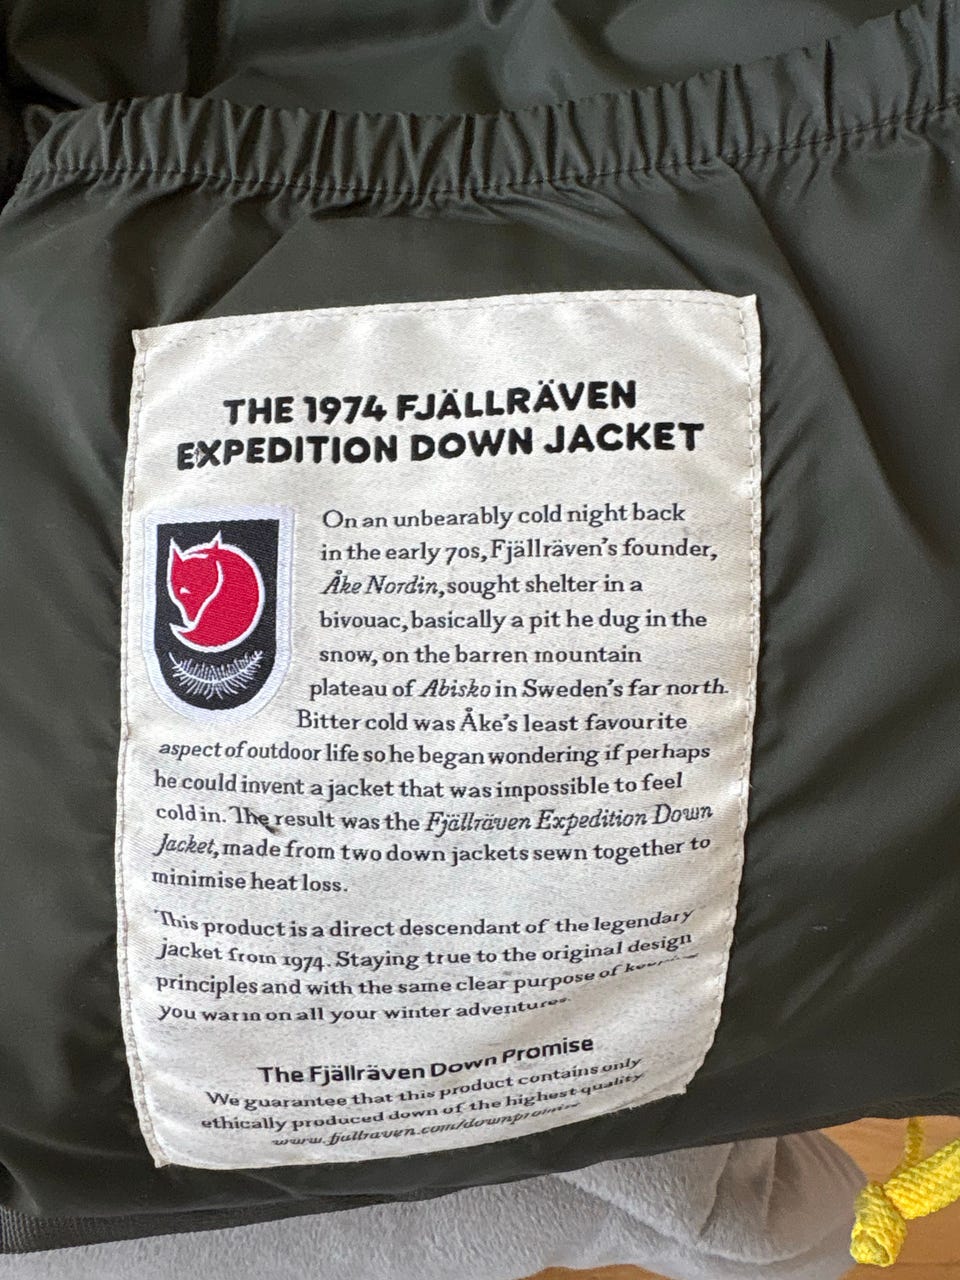 THE 1974 FJÄLLRÄVEN
EXPEDITION DOWN JACKET
On an unbearably cold night back
in the early 70s, Fjällräven's founder,
Åke Nordin, sought shelter in a
bivouac, basically a pit he dug in the
snow, on the barren mountain
plateau of Abisko in Sweden's far north.
Bitter cold was Åke's least favourite
aspect of outdoor life so he began wondering if perhaps
he could invent a jacket that was impossible to feel
cold in. The result was the Fjällräven Expedition Down
Jacket, made from two down jackets sewn together to
minimise heat loss.
This product is a direct descendant of the legendary
jacket from 1974. Staying true to the original design
principles and with the same clear purpose of
you warm on all your winter adventures.
The Fjällräven Down Promise
We guarantee that this product contains only
ethically produced down of the highest quality
www.fjallraven.com/downpromise